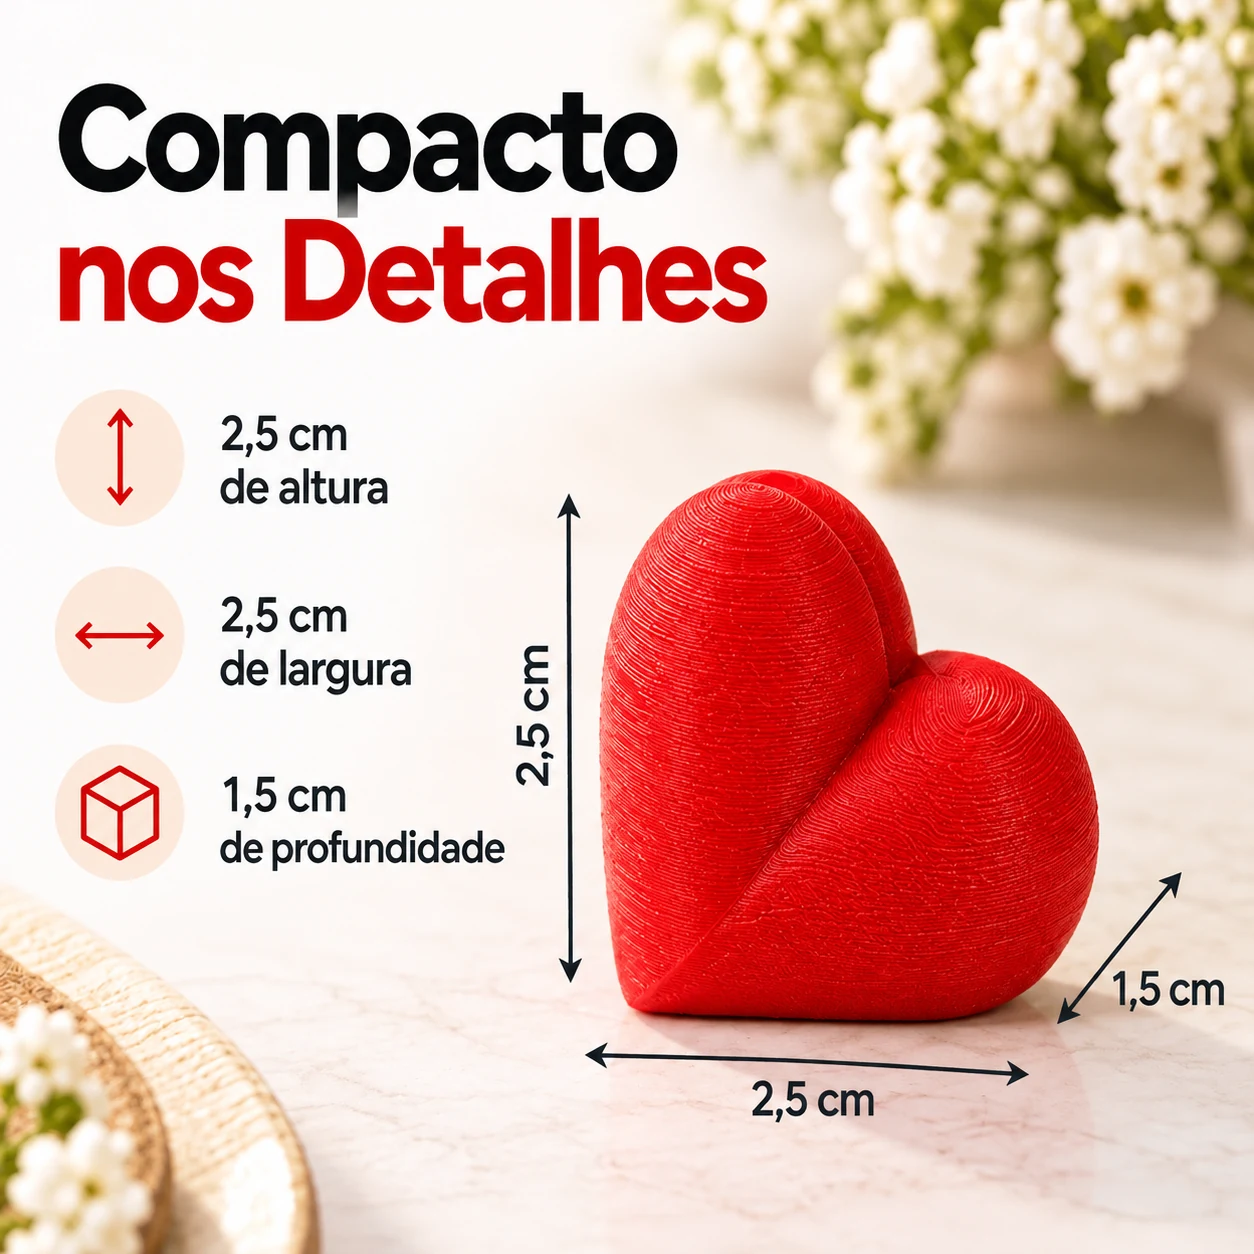 Compacto
nos Detalhes
2,5 cm
de altura
2,5 cm
de largura
1,5 cm
de profundidade
2,5 cm
1,5 cm
2,5 cm